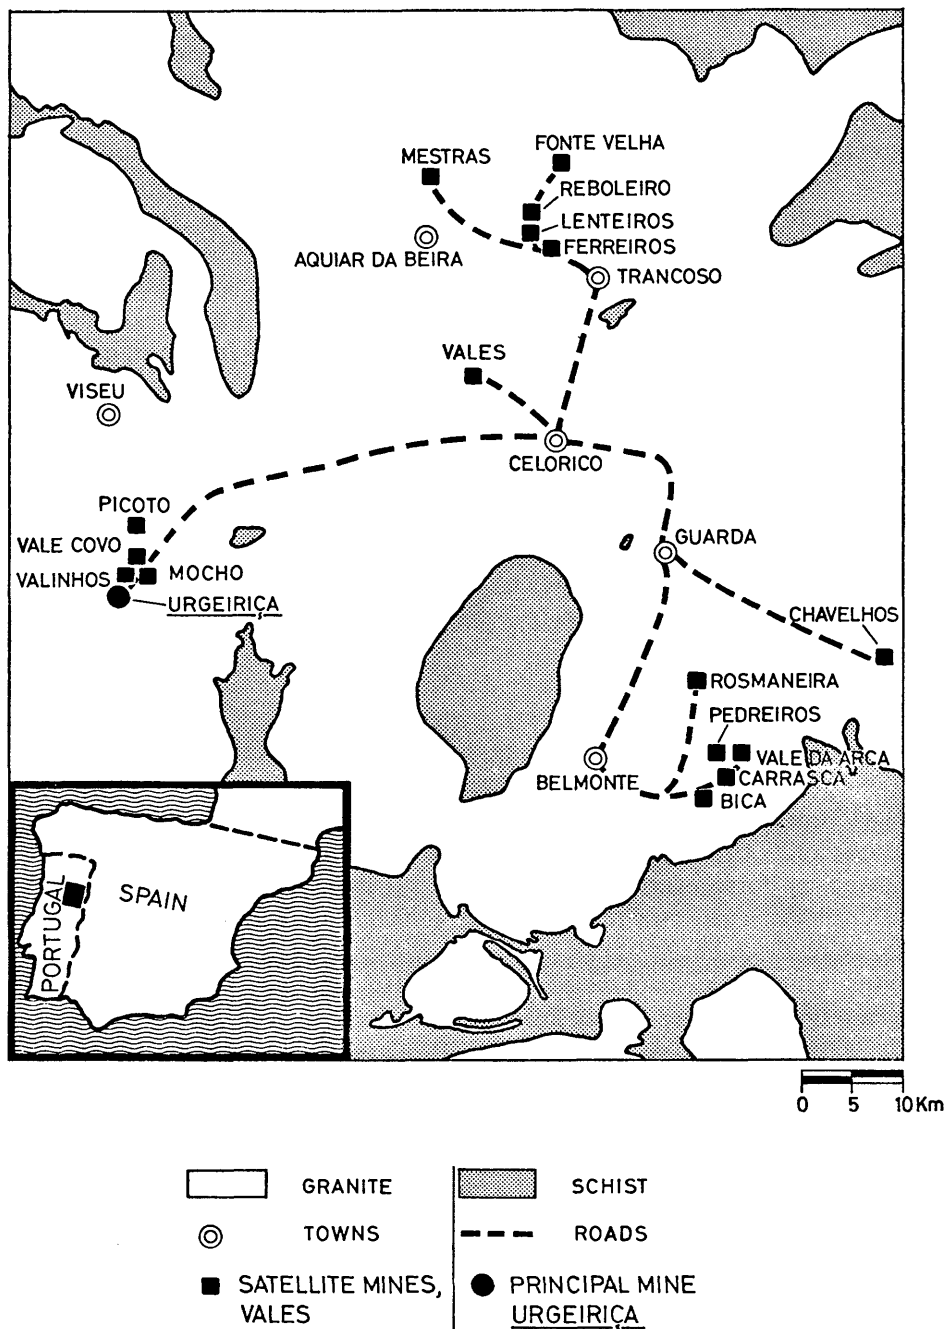 FONTE VELHA
MESTRAS
REBOLEIRO
LENTEIROS
FERREIROS
AQUIAR DA BEIRA
TRANCOSO
VALES
VISEU
CELORICO
PICOTO
VALE COVO
GUARDA
VALINHOS
MOCHO
URGEIRIÇA
CHAVELHOS
ROSMANEIRA
PEDREIROS
VALE DA ARCA
BELMONTE
CARRASCA
BICA
SPAIN
PORTUGAL
0 5 10 Km
GRANITE
SCHIST
TOWNS
ROADS
SATELLITE MINES,
VALES
PRINCIPAL MINE
URGEIRIÇA